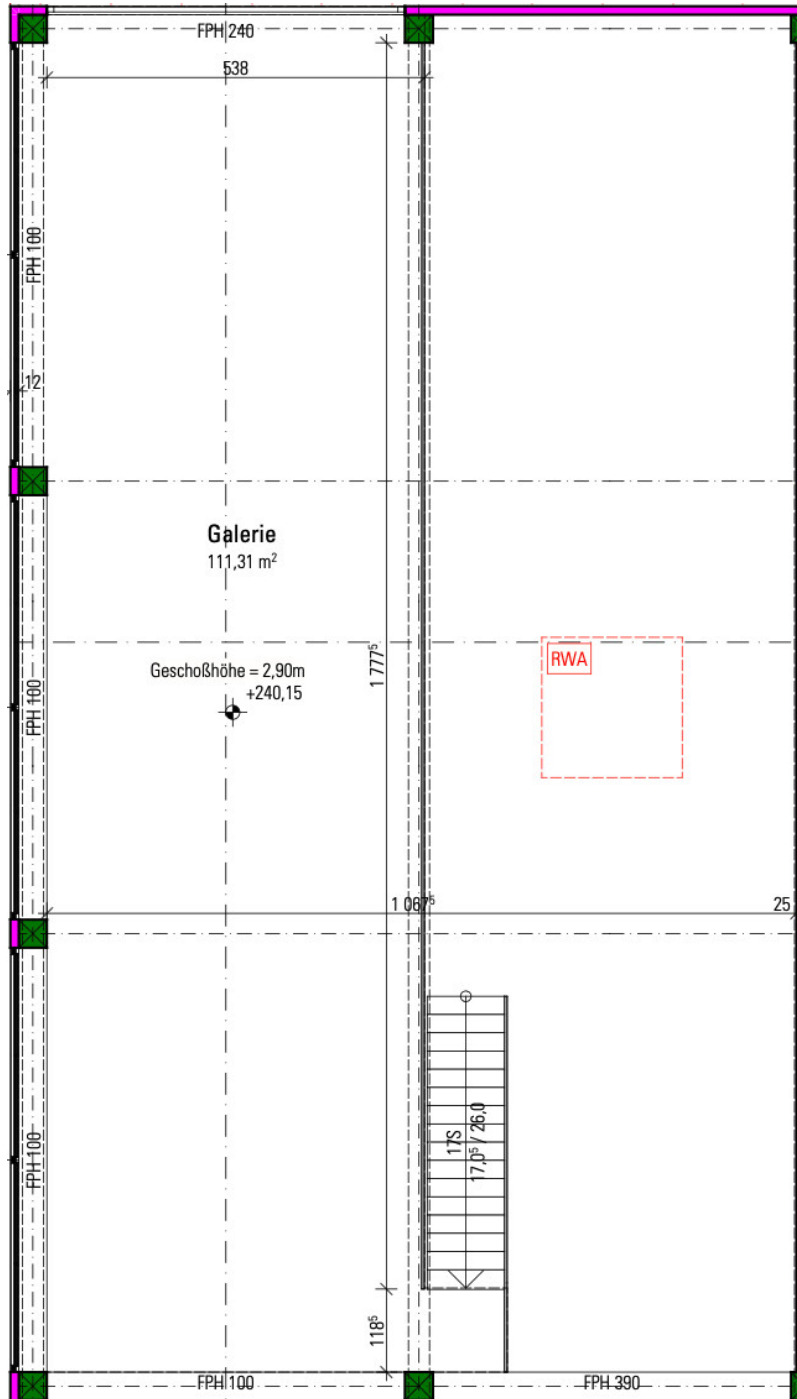 FPH 240
538
FPH 100
12
Galerie
111,31 m²
1 777⁵
Geschoßhöhe = 2,90m
+240,15
RWA
FPH 100
1 067⁵
25
17S
17,0⁵ / 26,0
FPH 100
118⁵
FPH 100
FPH 390